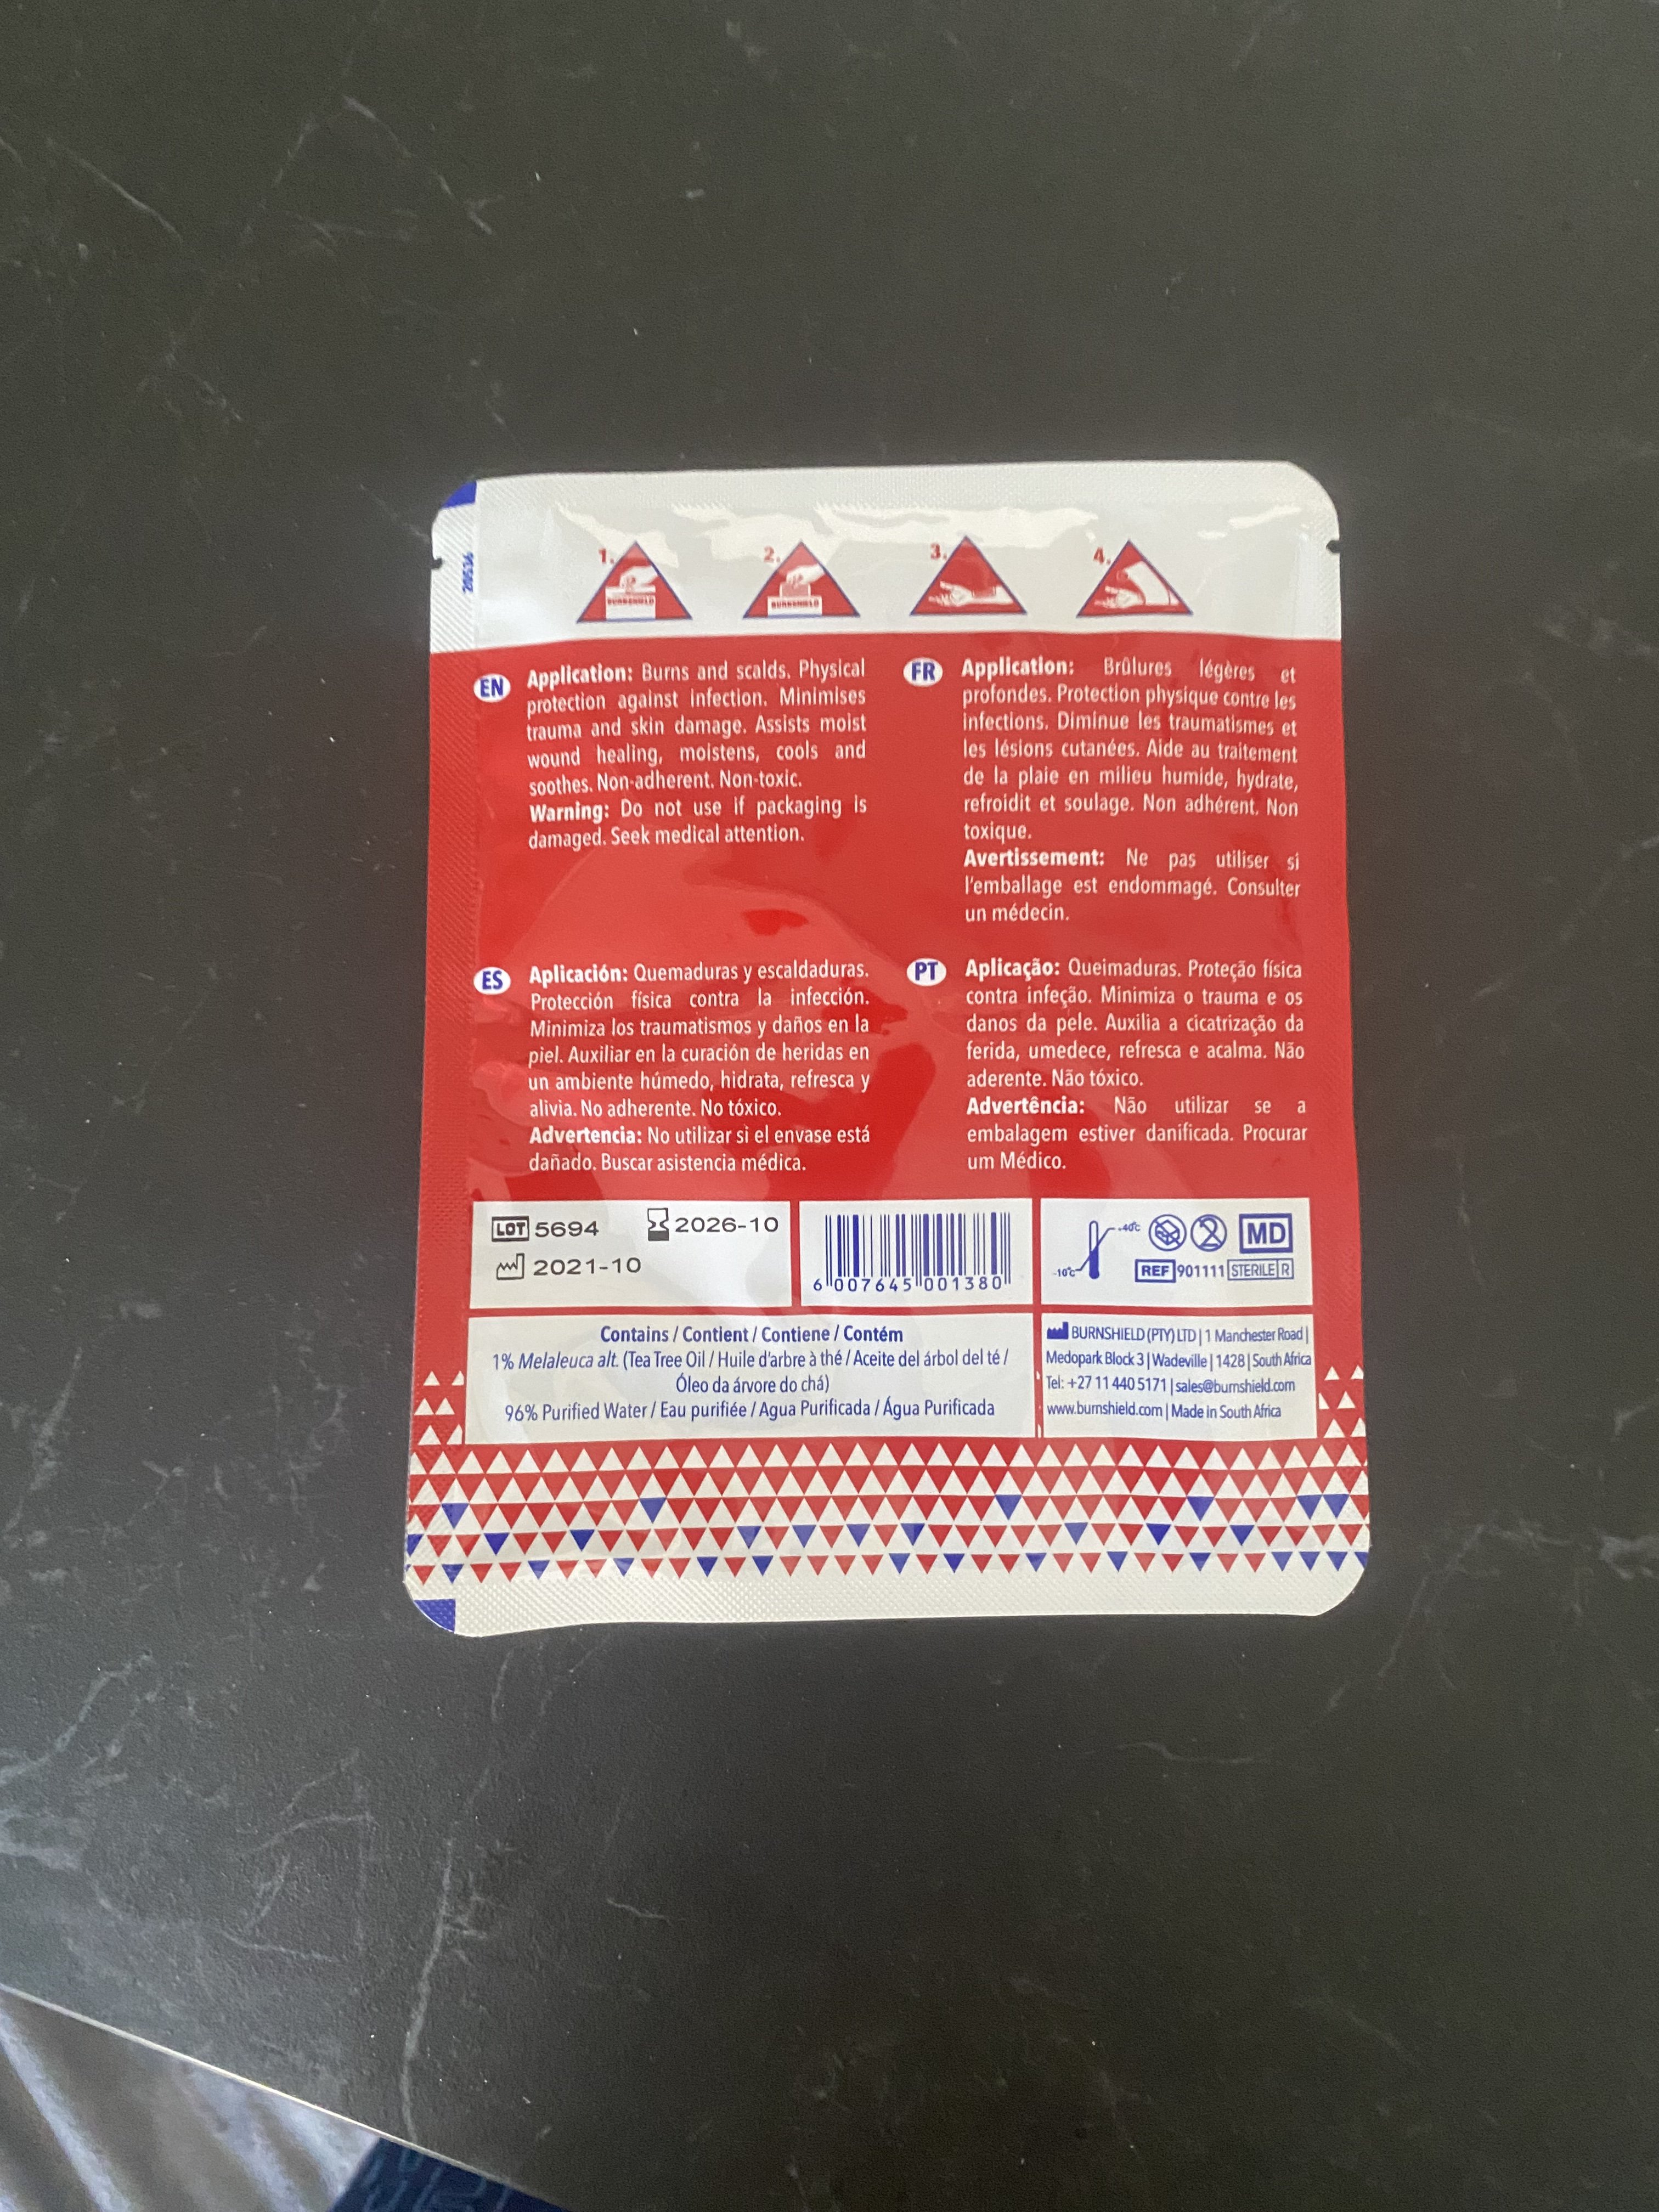 20536
1.
2.
3.
4.
BURNSHIELD
BURNSHIELD
EN
Application: Burns and scalds. Physical
protection against infection. Minimises
trauma and skin damage. Assists moist
wound healing, moistens, cools and
soothes. Non-adherent. Non-toxic.
Warning: Do not use if packaging is
damaged. Seek medical attention.
FR
Application: Brûlures légères et
profondes. Protection physique contre les
infections. Diminue les traumatismes et
les lésions cutanées. Aide au traitement
de la plaie en milieu humide, hydrate,
refroidit et soulage. Non adhérent. Non
toxique.
Avertissement: Ne pas utiliser si
l'emballage est endommagé. Consulter
un médecin.
ES
Aplicación: Quemaduras y escaldaduras.
Protección física contra la infección.
Minimiza los traumatismos y daños en la
piel. Auxiliar en la curación de heridas en
un ambiente húmedo, hidrata, refresca y
alivia. No adherente. No tóxico.
Advertencia: No utilizar si el envase está
dañado. Buscar asistencia médica.
PT
Aplicação: Queimaduras. Proteção física
contra infeção. Minimiza o trauma e os
danos da pele. Auxilia a cicatrização da
ferida, umedece, refresca e acalma. Não
aderente. Não tóxico.
Advertência: Não utilizar se a
embalagem estiver danificada. Procurar
um Médico.
LOT 5694 2026-10
2021-10
6 007645 001380
-40°c
2 MD
-10°c
REF 901111 STERILE R
Contains / Contient / Contiene / Contém
1% Melaleuca alt. (Tea Tree Oil / Huile d'arbre à thé / Aceite del árbol del té /
Óleo da árvore do chá)
96% Purified Water / Eau purifiée / Agua Purificada / Água Purificada
BURNSHIELD (PTY) LTD | 1 Manchester Road |
Medopark Block 3 | Wadeville | 1428 | South Africa
Tel: +27 11 440 5171 | sales@burnshield.com
www.burnshield.com | Made in South Africa